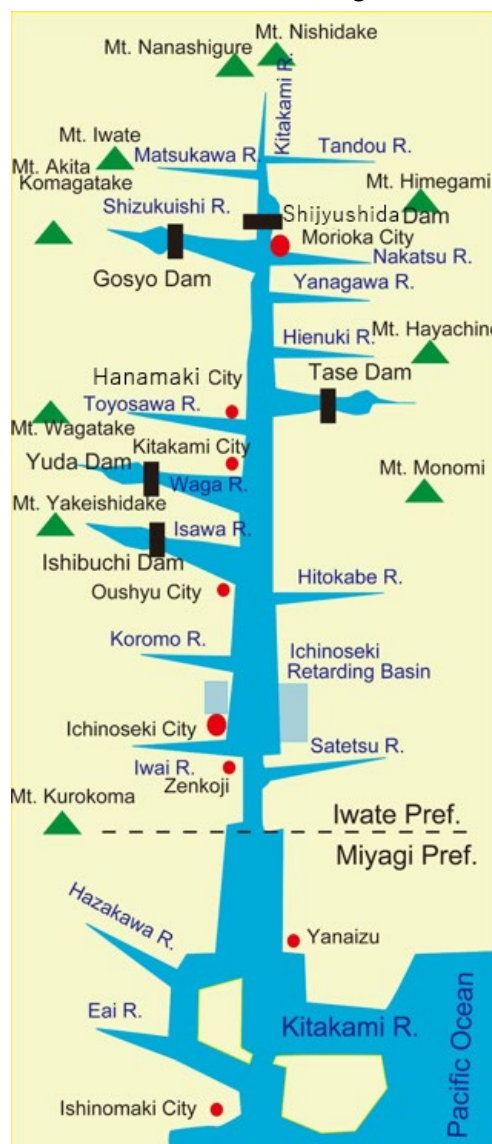 Mt. Nishidake
Mt. Nanashigure
Kitakami R.
Mt. Iwate
Matsukawa R.
Tandou R.
Mt. Akita
Komagatake
Mt. Himegami
Shizukuishi R.
Shijyushida Dam
Morioka City
Nakatsu R.
Gosyo Dam
Yanagawa R.
Hienuki R.
Mt. Hayachine
Hanamaki City
Tase Dam
Toyosawa R.
Mt. Wagatake
Kitakami City
Yuda Dam
Waga R.
Mt. Monomi
Mt. Yakeishidake
Isawa R.
Ishibuchi Dam
Oushyu City
Hitokabe R.
Koromo R.
Ichinoseki
Retarding Basin
Ichinoseki City
Satetsu R.
Iwai R.
Zenkoji
Mt. Kurokoma
Iwate Pref.
Miyagi Pref.
Hazakawa R.
Yanaizu
Eai R.
Kitakami R.
Pacific Ocean
Ishinomaki City